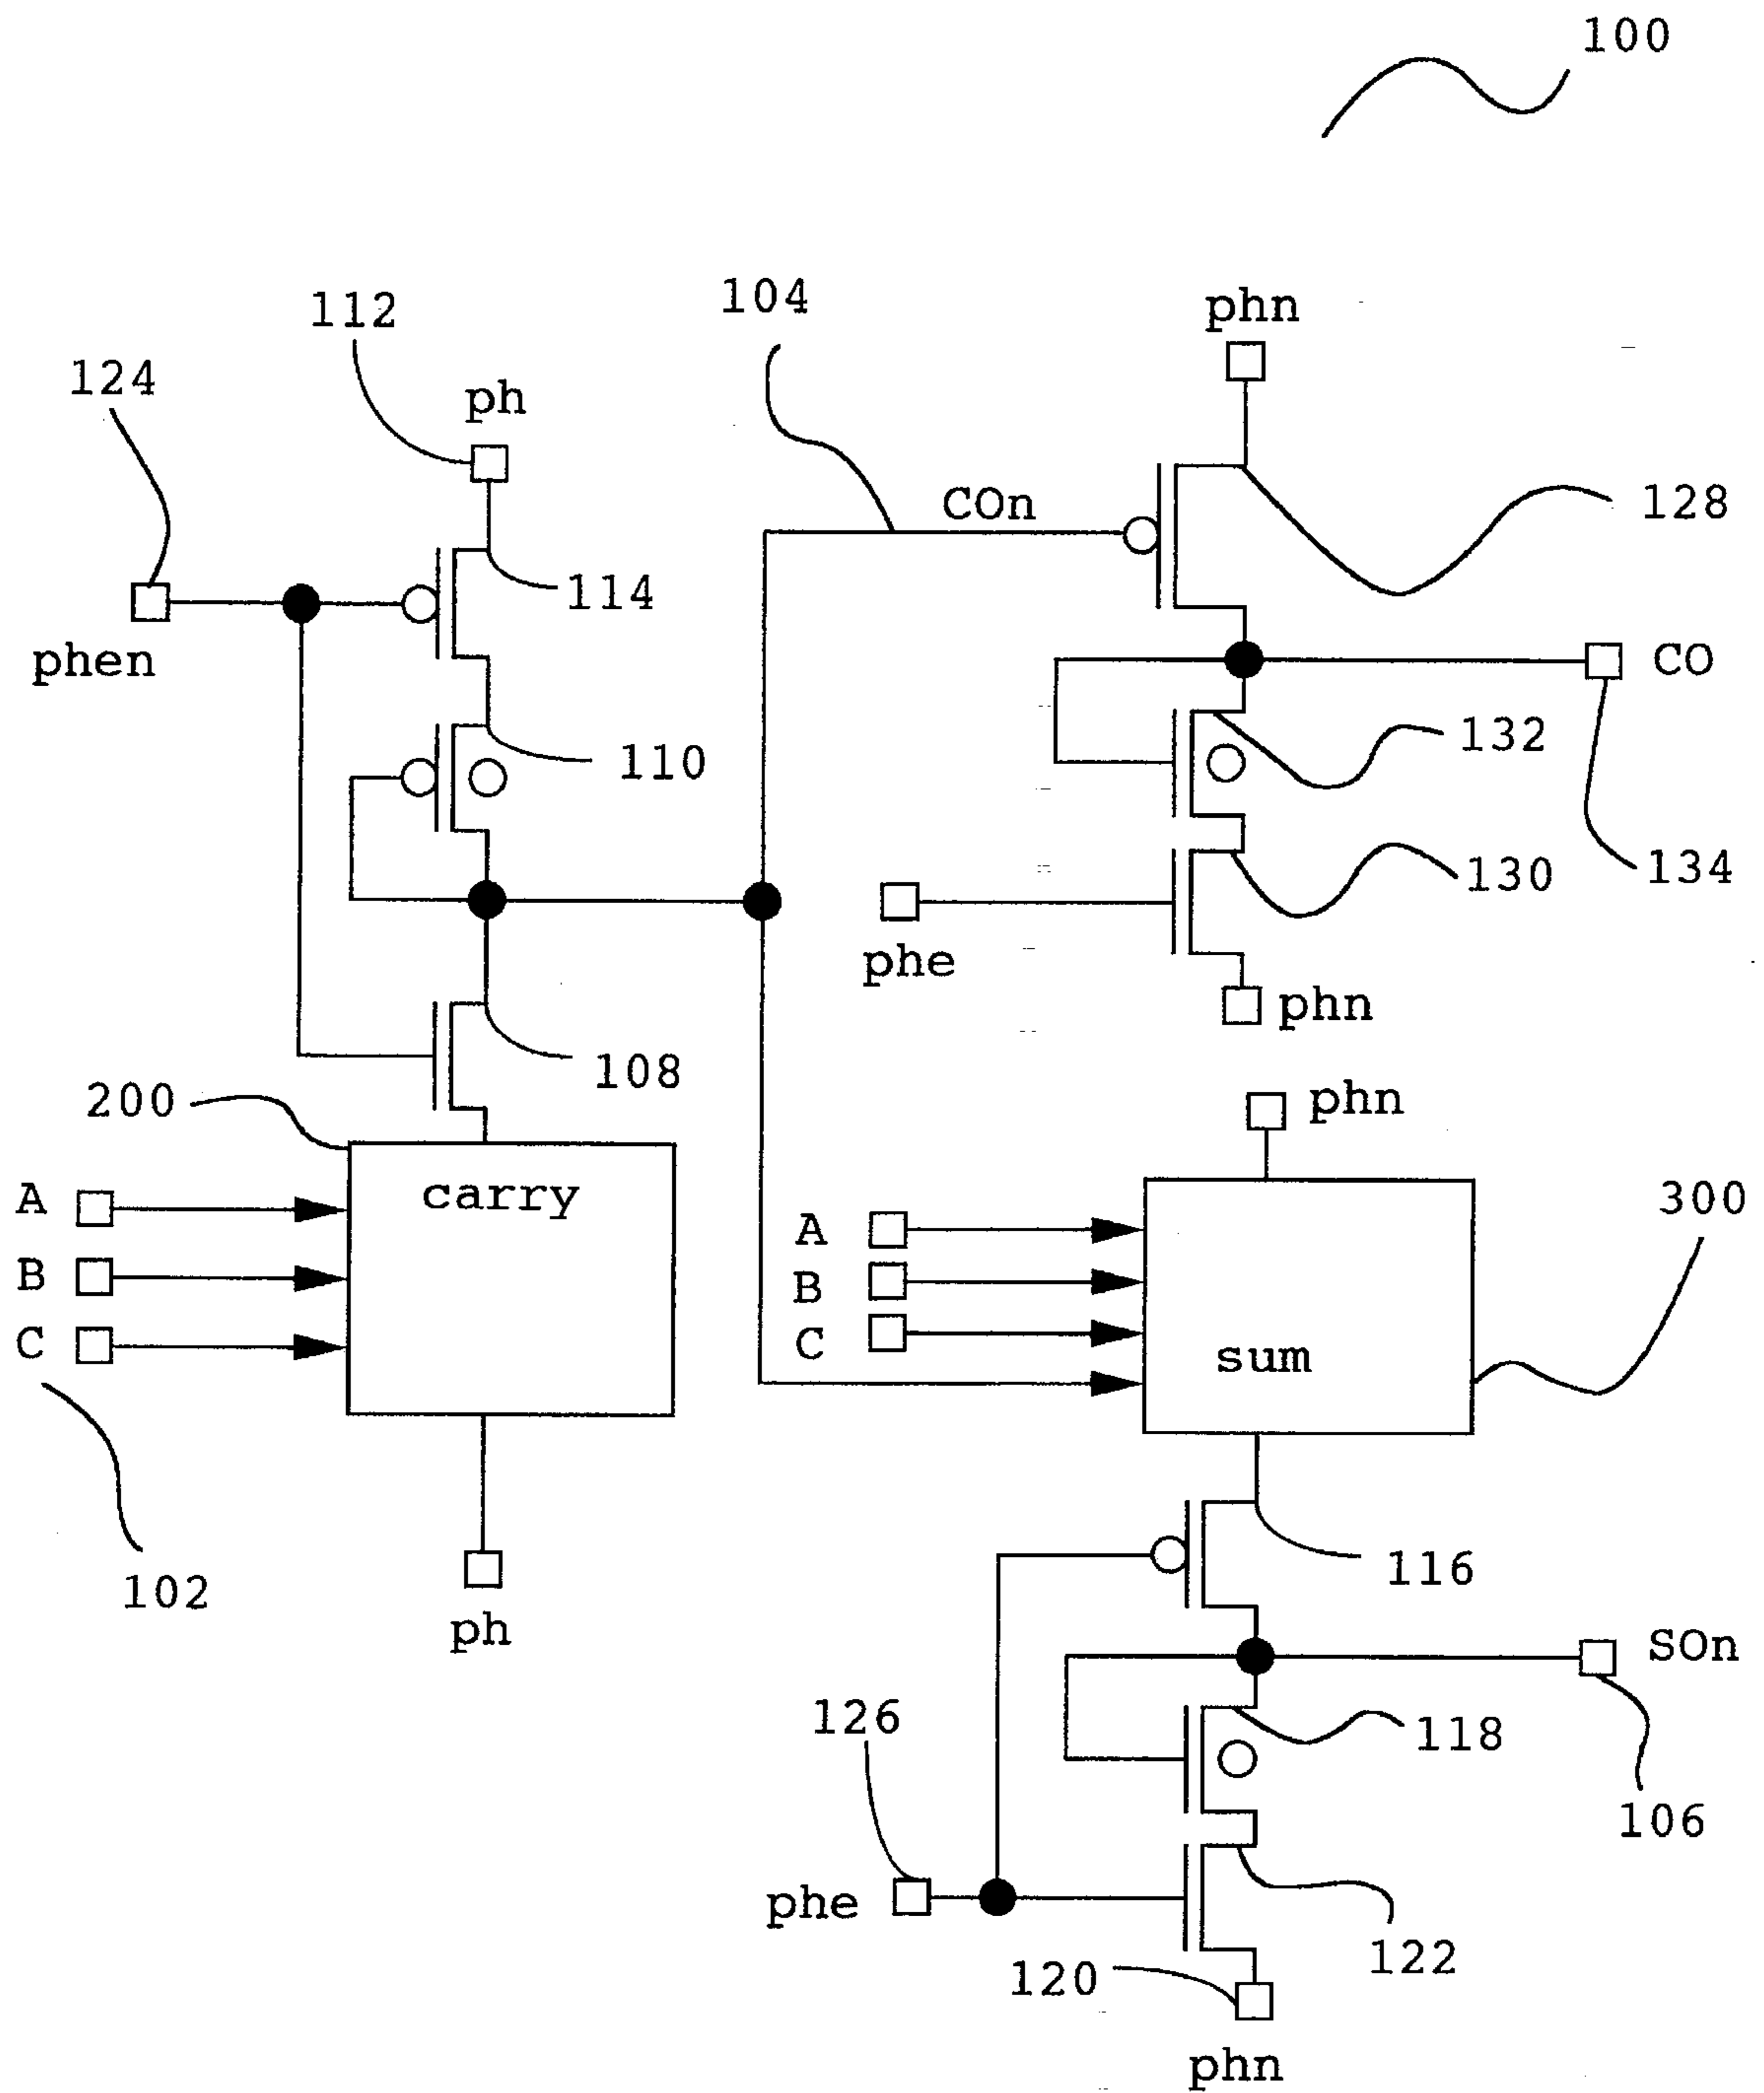 100
112
104
phn
124
ph
COn
128
114
phen
CO
132
110
130
134
phe
phn
108
200
phn
A
carry
300
B
A
B
C
C
sum
102
116
ph
SOn
126
118
106
phe
122
120
phn